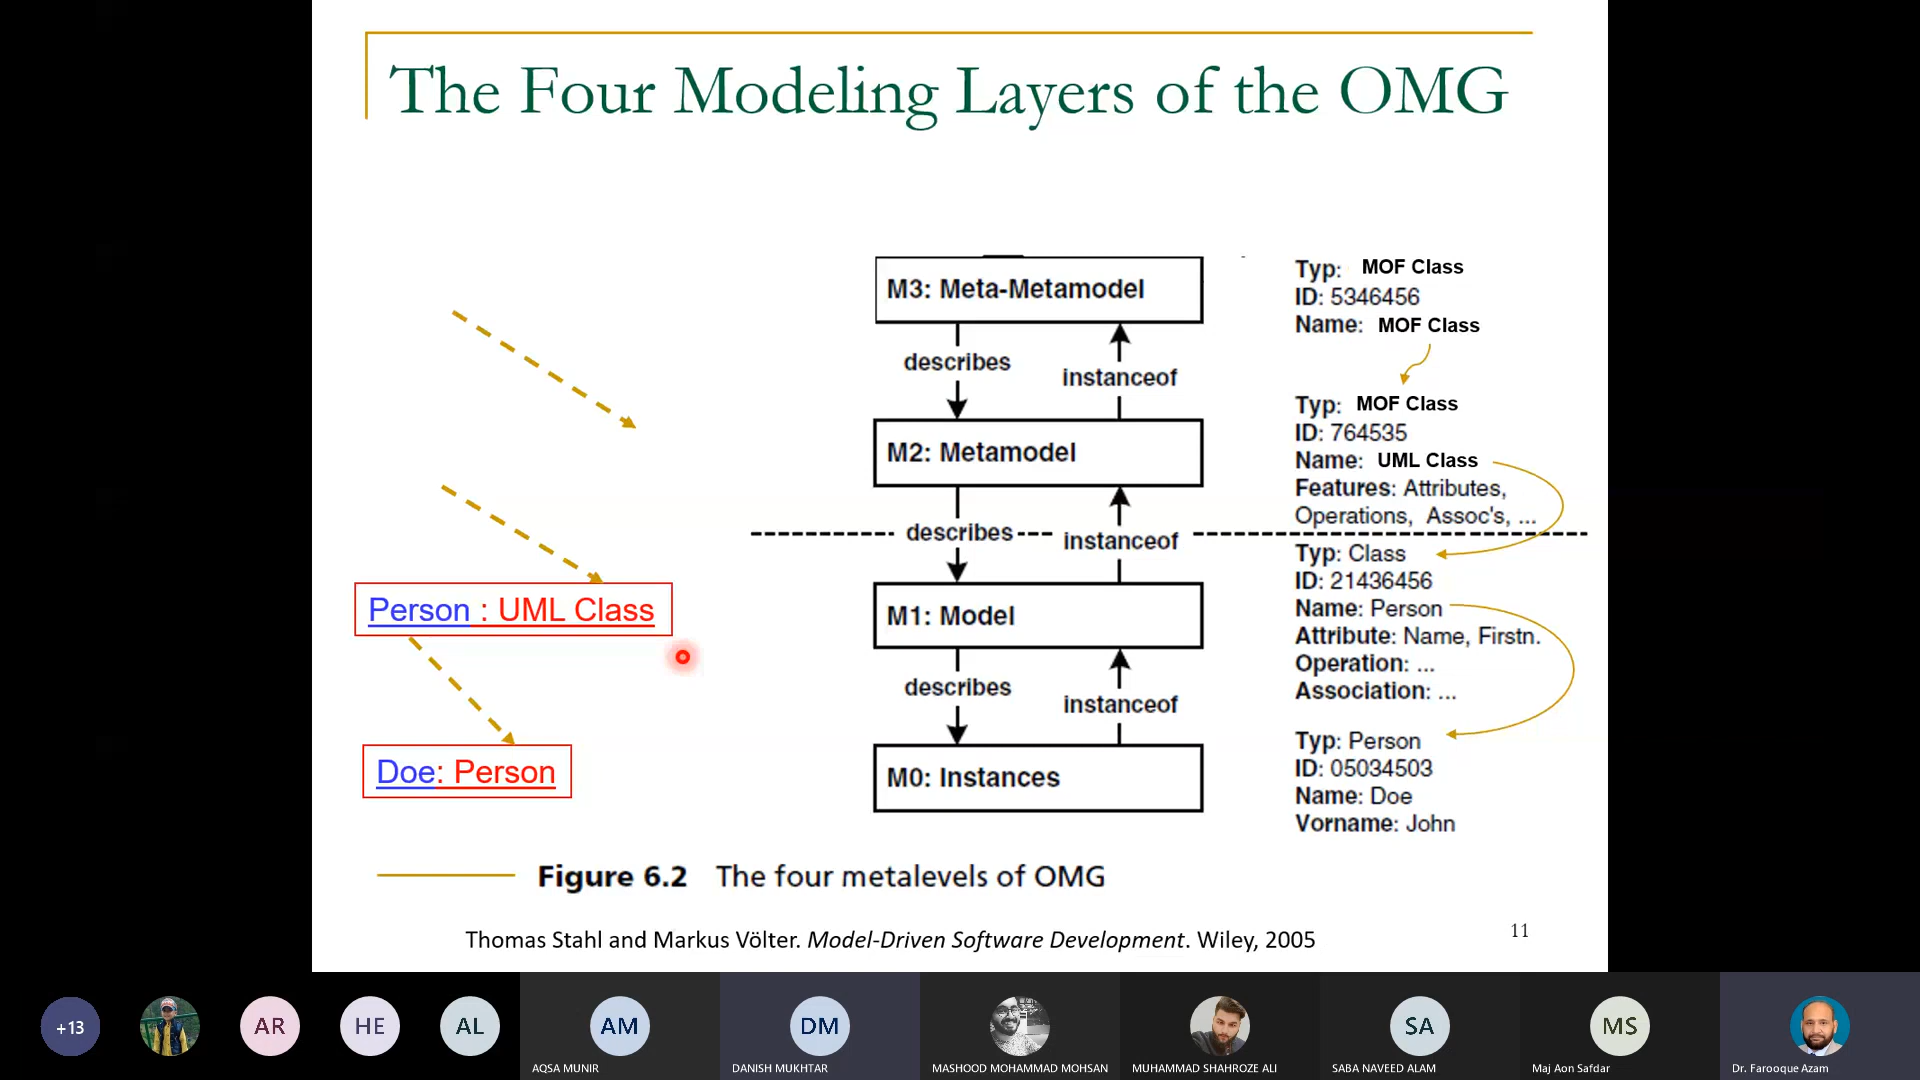 The Four Modeling Layers of the OMG
M3: Meta-Metamodel
describes
instanceof
M2: Metamodel
describes
instanceof
M1: Model
describes
instanceof
M0: Instances
Typ: MOF Class
ID: 5346456
Name: MOF Class
Typ: MOF Class
ID: 764535
Name: UML Class
Features: Attributes,
Operations, Assoc's, ...
Typ: Class
ID: 21436456
Name: Person
Attribute: Name, Firstn.
Operation: ...
Association: ...
Typ: Person
ID: 05034503
Name: Doe
Vorname: John
Person : UML Class
Doe: Person
Figure 6.2 The four metalevels of OMG
Thomas Stahl and Markus Völter. Model-Driven Software Development. Wiley, 2005
11
+13
AR
HE
AL
AM
AQSA MUNIR
DM
DANISH MUKHTAR
MASHOOD MOHAMMAD MOHSAN
MUHAMMAD SHAHROZE ALI
SA
SABA NAVEED ALAM
MS
Maj Aon Safdar
Dr. Farooque Azam